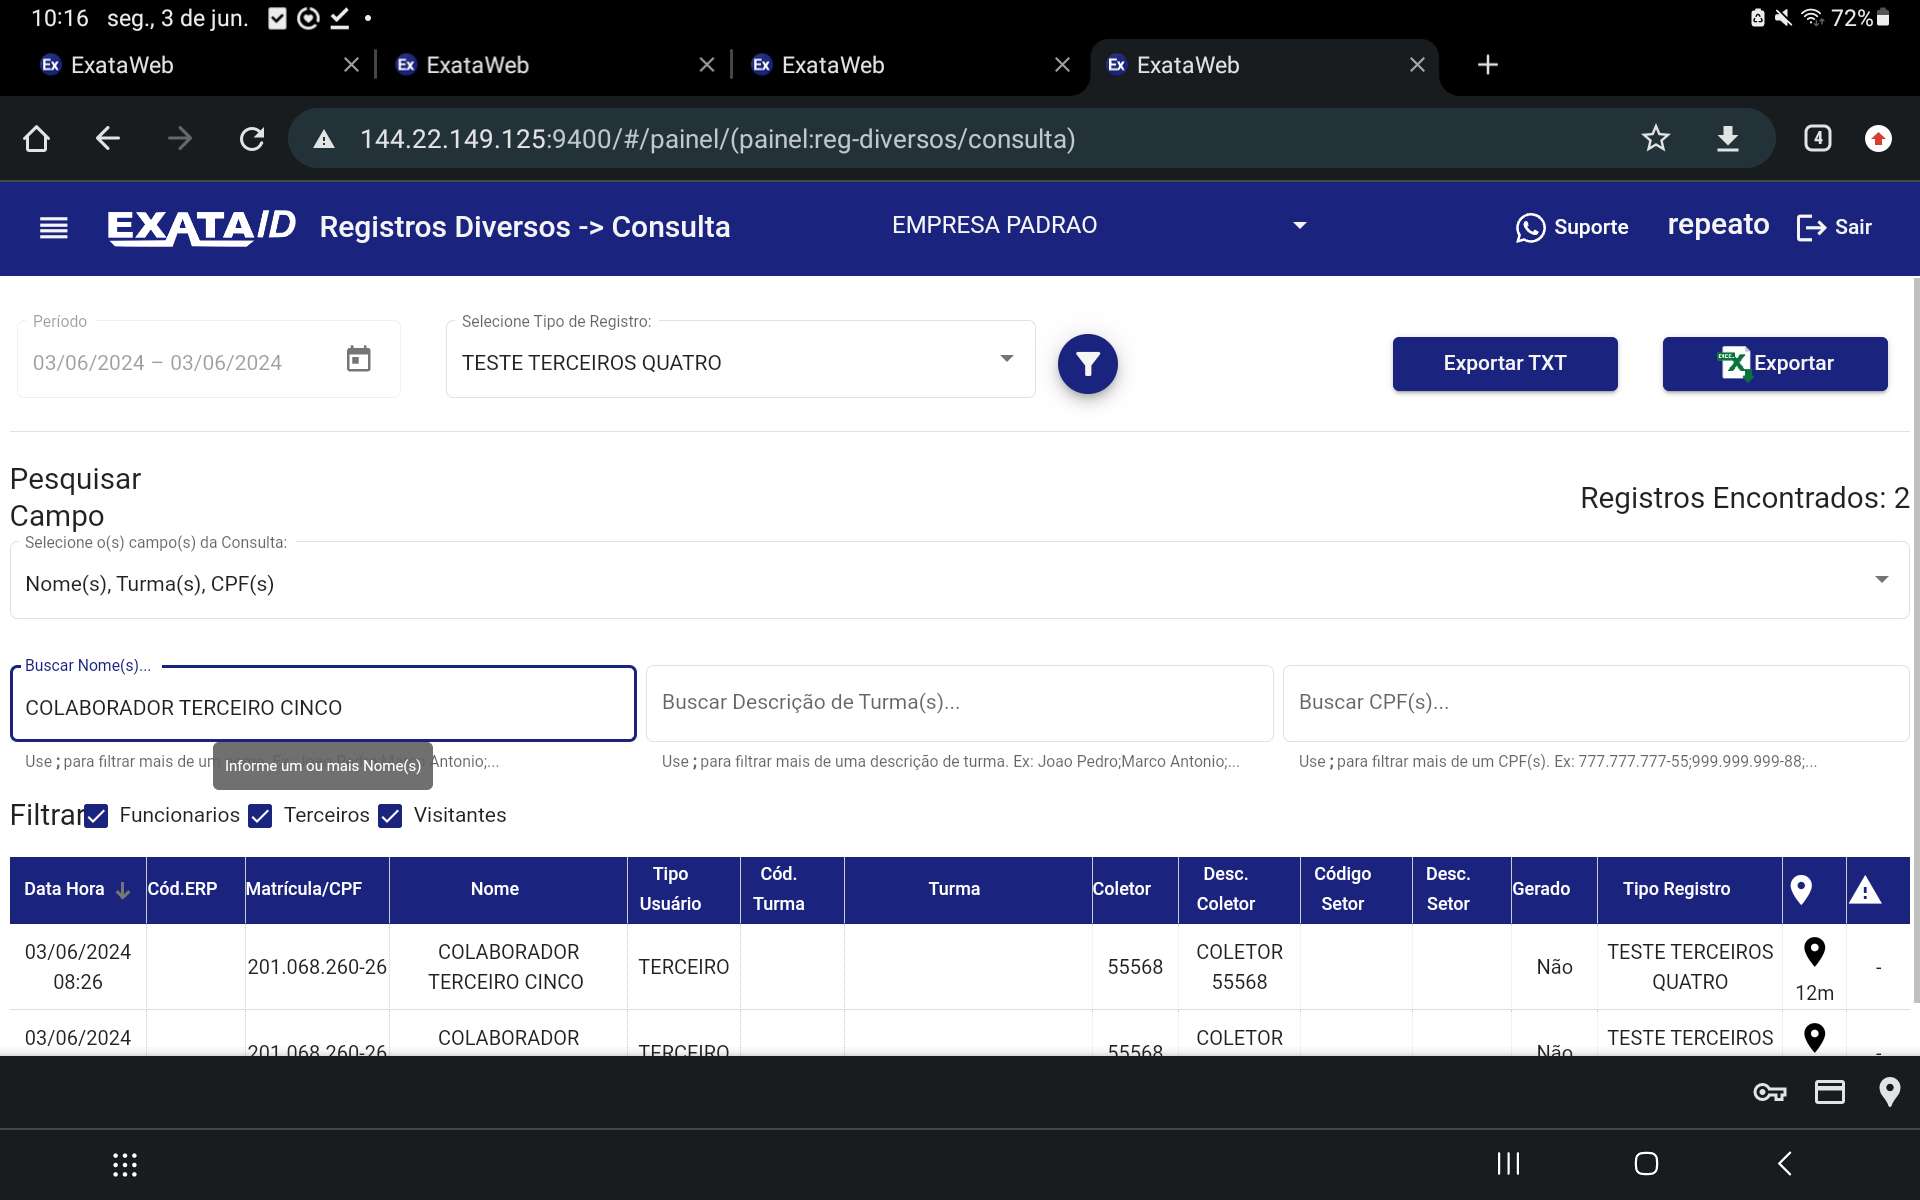 10:16 seg., 3 de jun. 72%
Ex ExataWeb Ex ExataWeb Ex ExataWeb Ex ExataWeb
144.22.149.125:9400/#/painel/(painel:reg-diversos/consulta) 4
EXATA/ID Registros Diversos -> Consulta EMPRESA PADRAO Suporte repeato Sair
Período
03/06/2024 – 03/06/2024
Selecione Tipo de Registro:
TESTE TERCEIROS QUATRO
Exportar TXT
Exportar
Pesquisar
Campo
Registros Encontrados: 2
Selecione o(s) campo(s) da Consulta:
Nome(s), Turma(s), CPF(s)
Buscar Nome(s)...
COLABORADOR TERCEIRO CINCO
Buscar Descrição de Turma(s)...
Buscar CPF(s)...
Use ; para filtrar mais de um Antonio;...
Informe um ou mais Nome(s)
Use ; para filtrar mais de uma descrição de turma. Ex: Joao Pedro;Marco Antonio;...
Use ; para filtrar mais de um CPF(s). Ex: 777.777.777-55;999.999.999-88;...
Filtrar Funcionarios Terceiros Visitantes
Data Hora Cód.ERP Matrícula/CPF Nome Tipo Usuário Cód. Turma Turma Coletor Desc. Coletor Código Setor Desc. Setor Gerado Tipo Registro
03/06/2024 08:26 201.068.260-26 COLABORADOR TERCEIRO CINCO TERCEIRO 55568 COLETOR 55568 Não TESTE TERCEIROS QUATRO 12m -
03/06/2024 201.068.260-26 COLABORADOR TERCEIRO 55568 COLETOR Não TESTE TERCEIROS -